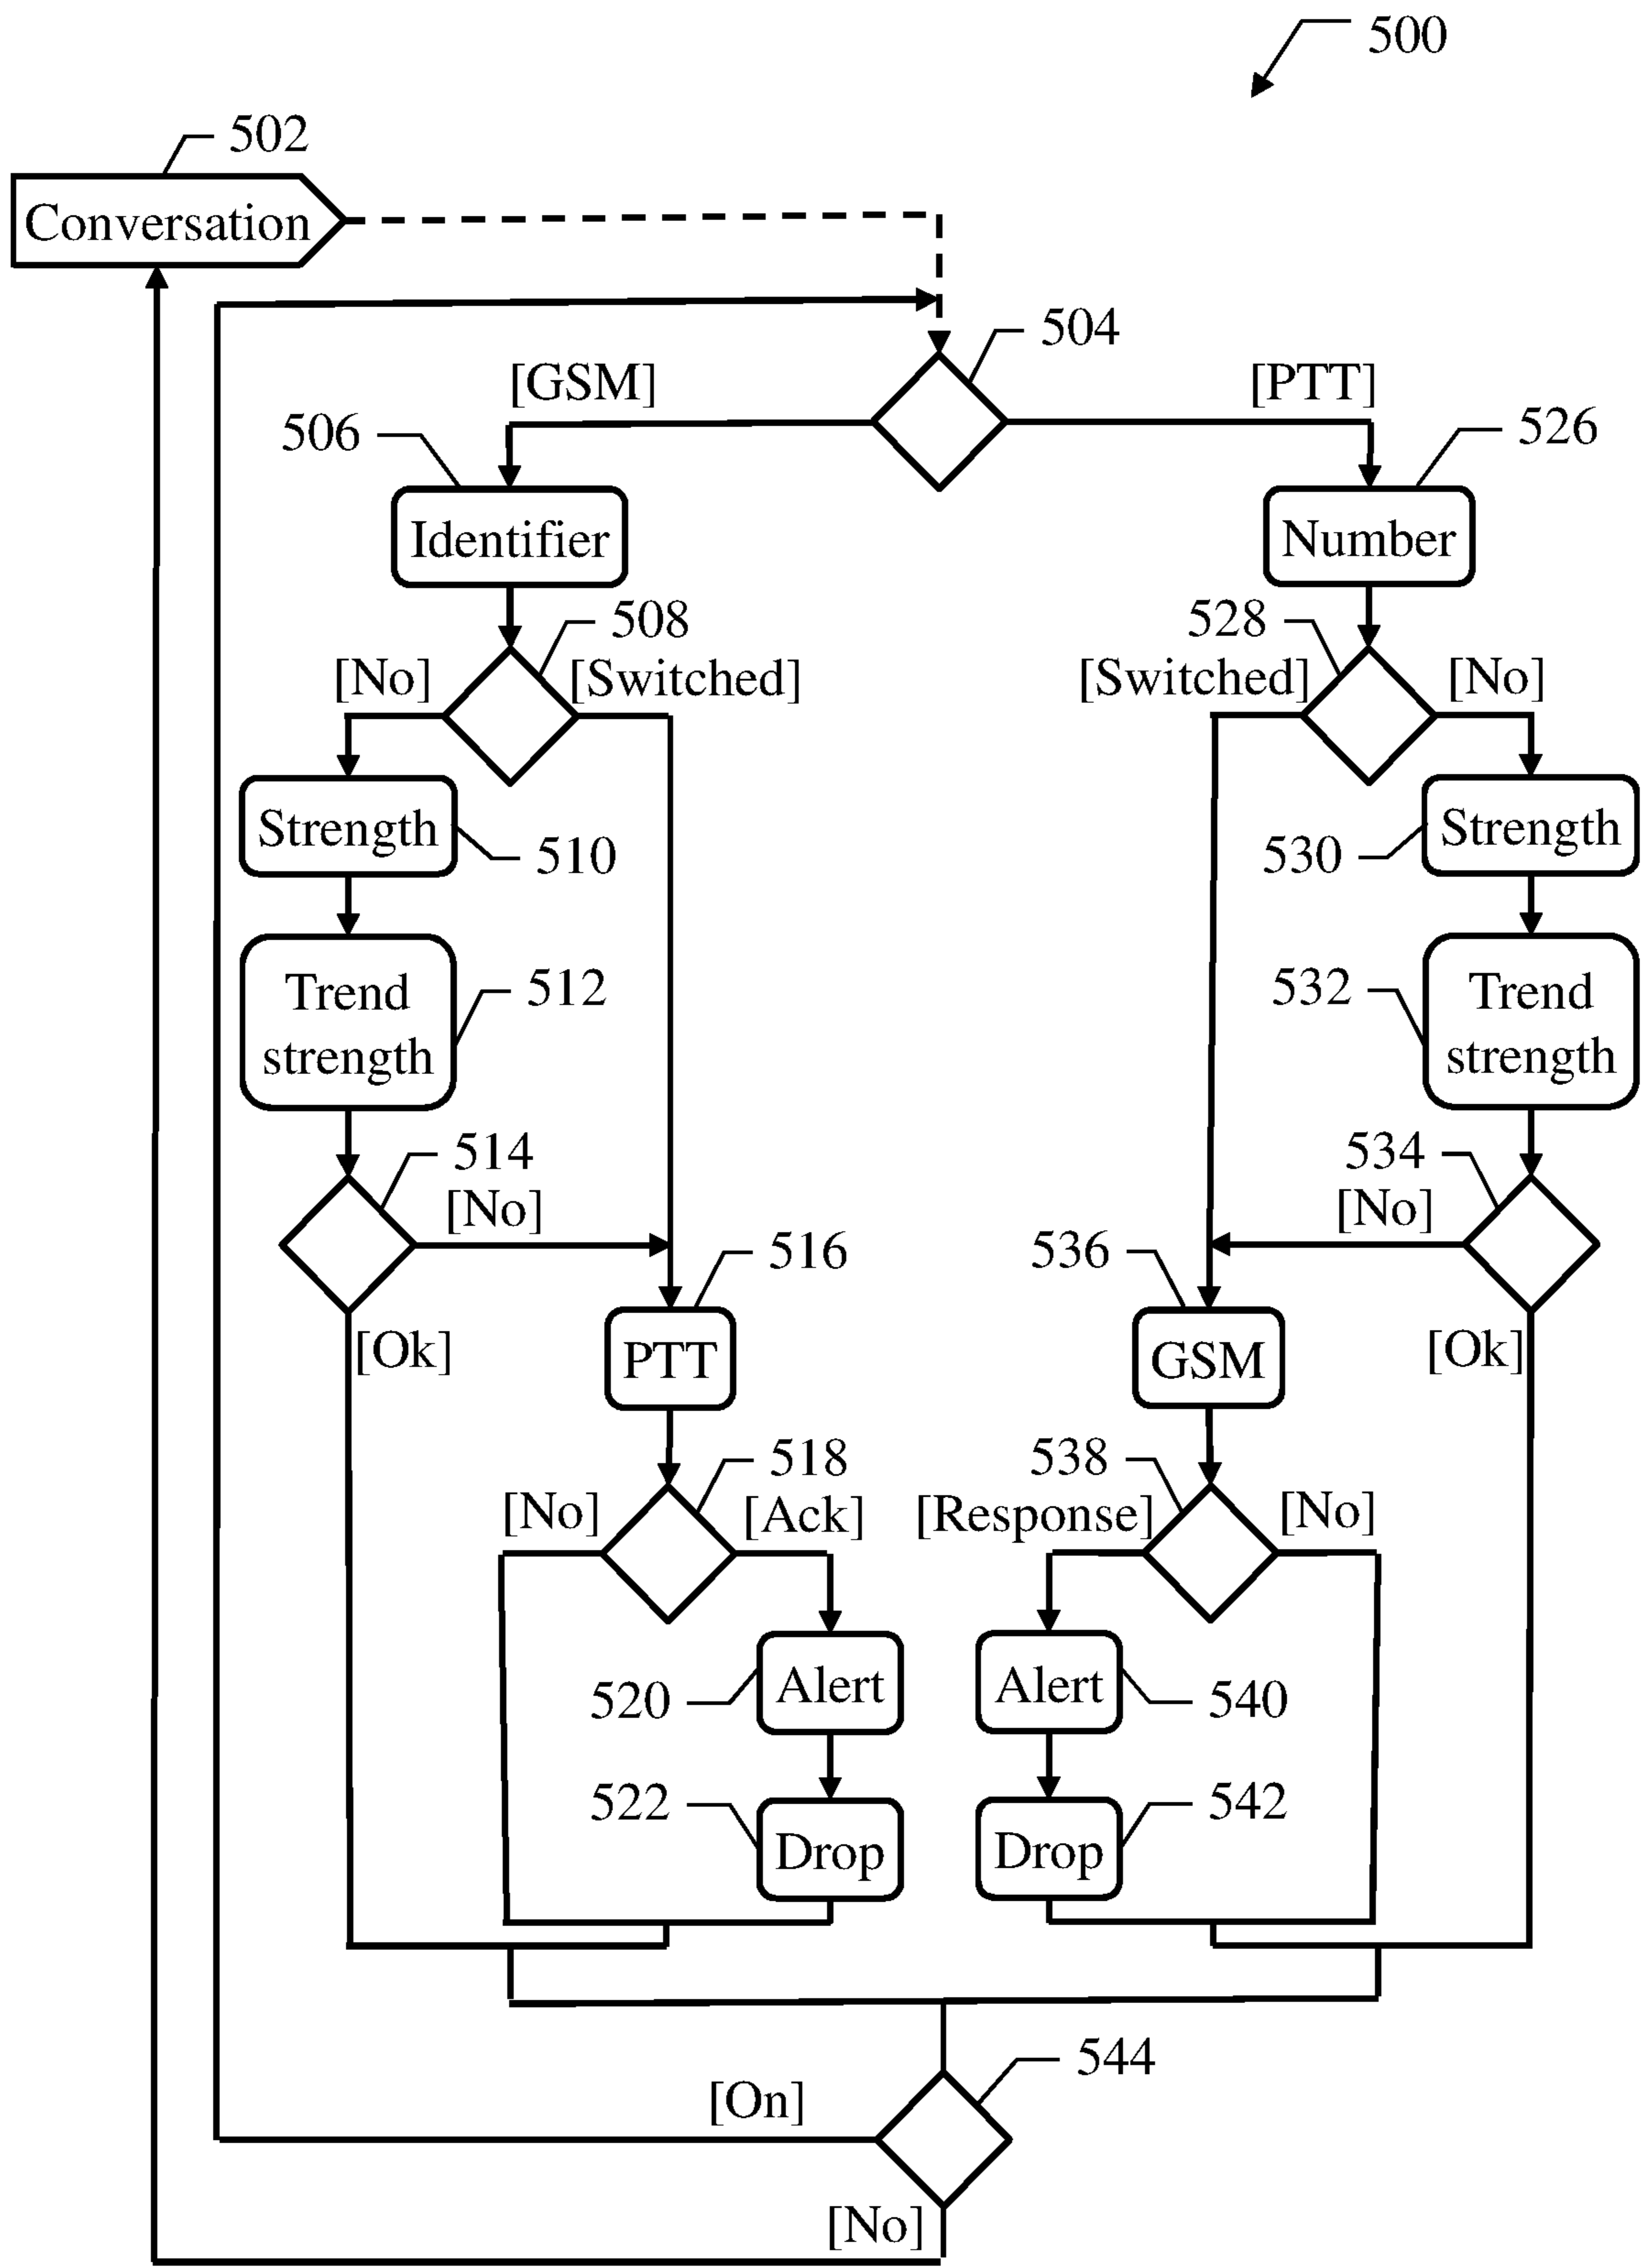 500
502
Conversation
504
[GSM]
[PTT]
506
526
Identifier
Number
508
528
[No]
[Switched]
[Switched]
[No]
Strength
510
530
Strength
Trend
strength
512
532
Trend
strength
514
534
[No]
[No]
516
536
[Ok]
PTT
GSM
[Ok]
518
538
[No]
[Ack]
[Response]
[No]
520
Alert
Alert
540
522
Drop
Drop
542
544
[On]
[No]